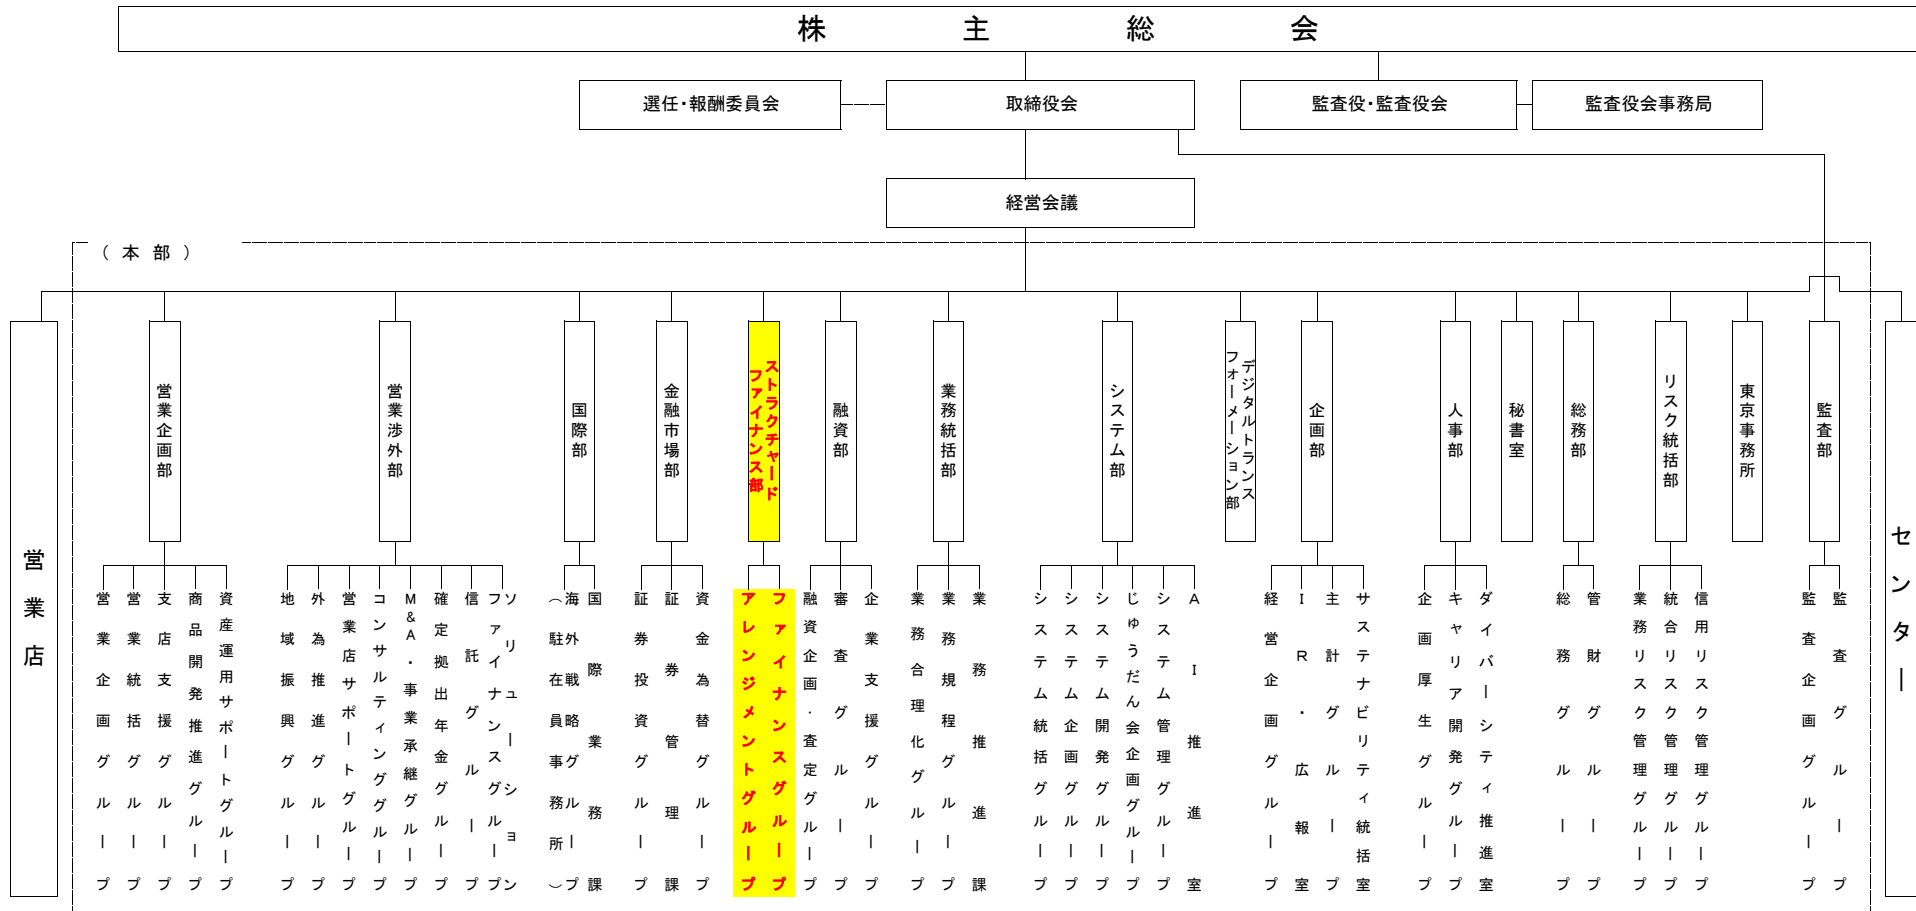 株主総会
選任・報酬委員会
取締役会
監査役・監査役会
監査役会事務局
経営会議
（本部）
営業店
営業企画部
営業渉外部
国際部
金融市場部
ストラクチャード
ファイナンス部
融資部
業務統括部
システム部
デジタルトランス
フォーメーション部
企画部
人事部
秘書室
総務部
リスク統括部
東京事務所
監査部
センター
営業企画グループ
営業統括グループ
支店支援グループ
商品開発推進グループ
資産運用サポートグループ
地域振興グループ
外為推進グループ
営業店サポートグループ
コンサルティンググループ
M&A・事業承継グループ
確定拠出年金グループ
信託グループ
ソリューション
ファイナンスグループ
海外戦略グループ
（駐在員事務所）
国際業務課
証券投資グループ
証券管理課
資金為替グループ
アレンジメントグループ
ファイナンスグループ
融資企画・査定グループ
審査グループ
企業支援グループ
業務合理化グループ
業務規程グループ
業務推進課
システム統括グループ
システム企画グループ
システム開発グループ
じゅうだん会企画グループ
システム管理グループ
AI推進室
経営企画グループ
IR・広報室
主計グループ
サステナビリティ統括室
企画厚生グループ
キャリア開発グループ
ダイバーシティ推進室
総務グループ
管財グループ
業務リスク管理グループ
統合リスク管理グループ
信用リスク管理グループ
監査企画グループ
監査グループ